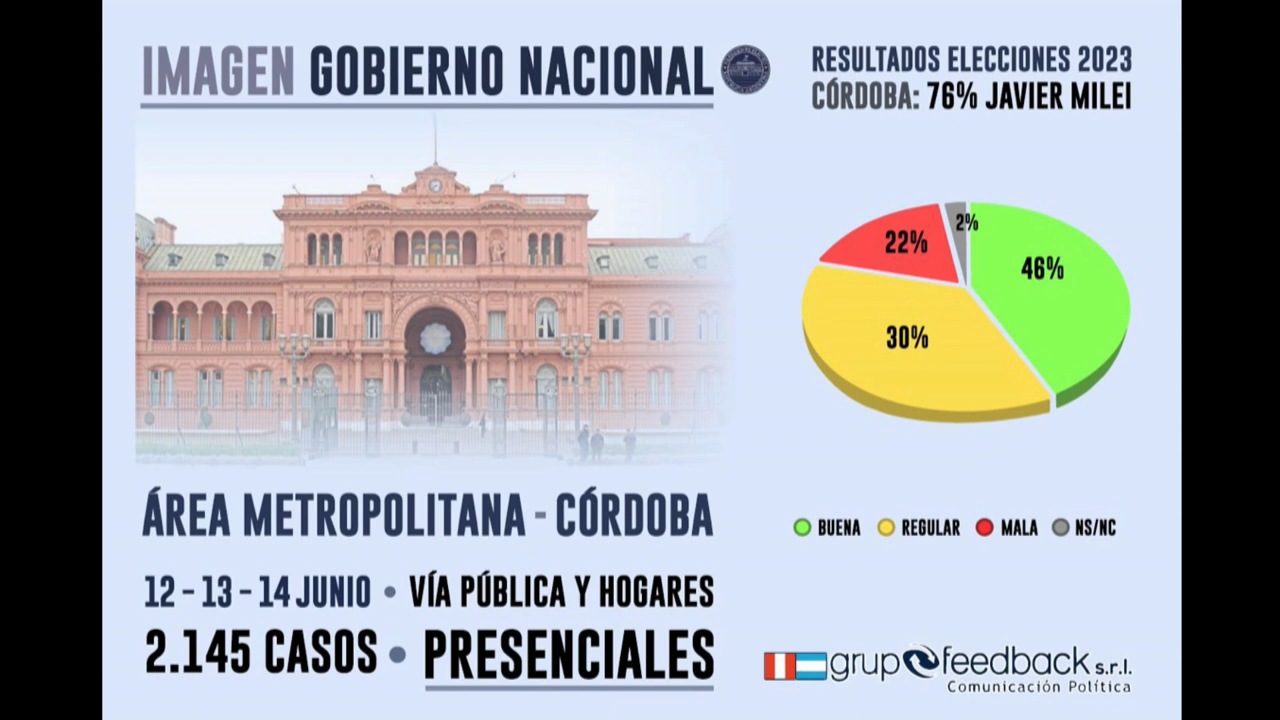 IMAGEN GOBIERNO NACIONAL
RESULTADOS ELECCIONES 2023
CÓRDOBA: 76% JAVIER MILEI
2%
22%
46%
30%
ÁREA METROPOLITANA - CÓRDOBA
BUENA REGULAR MALA NS/NC
12 - 13 - 14 JUNIO • VÍA PÚBLICA Y HOGARES
2.145 CASOS • PRESENCIALES
grupo feedback s.r.l.
Comunicación Política